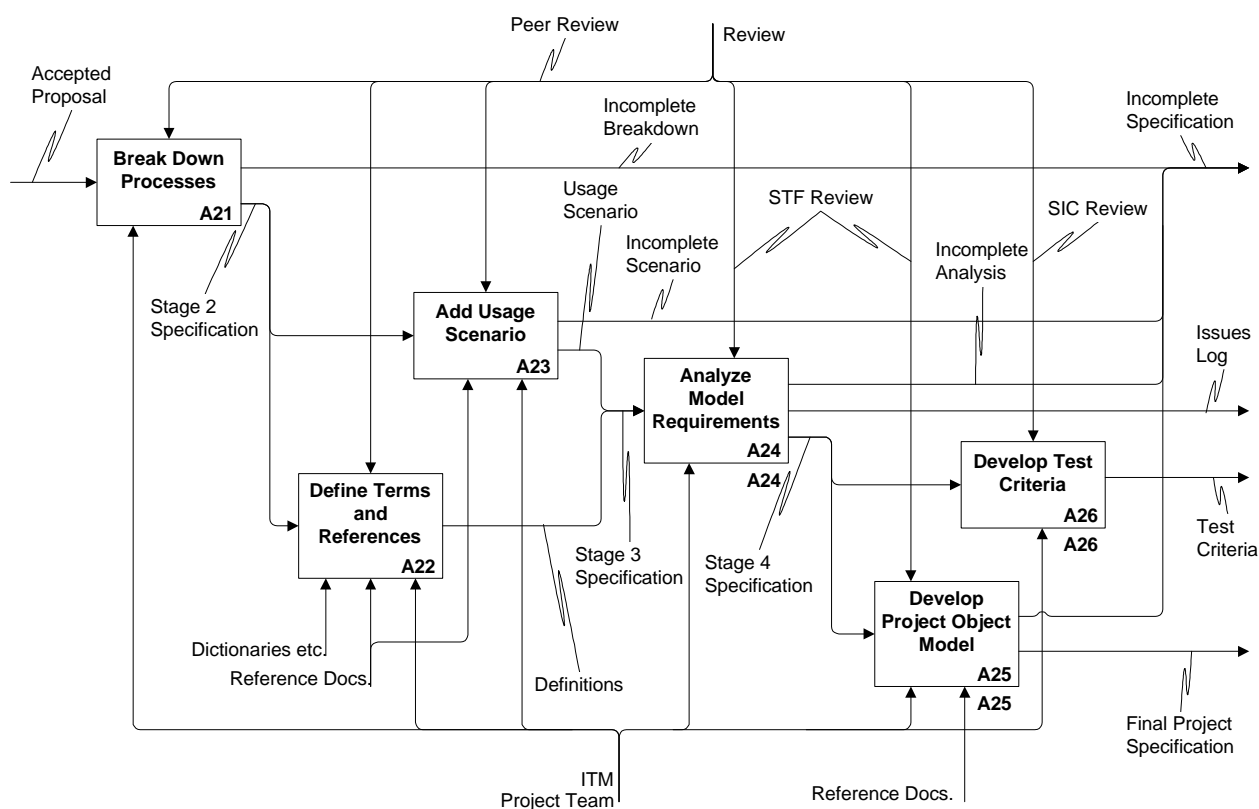 Peer Review
Review
Accepted
Proposal
Incomplete
Breakdown
Incomplete
Specification
Break Down
Processes
A21
Usage
Scenario
STF Review
SIC Review
Incomplete
Scenario
Incomplete
Analysis
Stage 2
Specification
Add Usage
Scenario
A23
Issues
Log
Analyze
Model
Requirements
A24
A24
Develop Test
Criteria
A26
A26
Define Terms
and
References
A22
Stage 3
Specification
Stage 4
Specification
Test
Criteria
Develop
Project Object
Model
A25
A25
Dictionaries etc.
Reference Docs.
Definitions
Final Project
Specification
ITM
Project Team
Reference Docs.